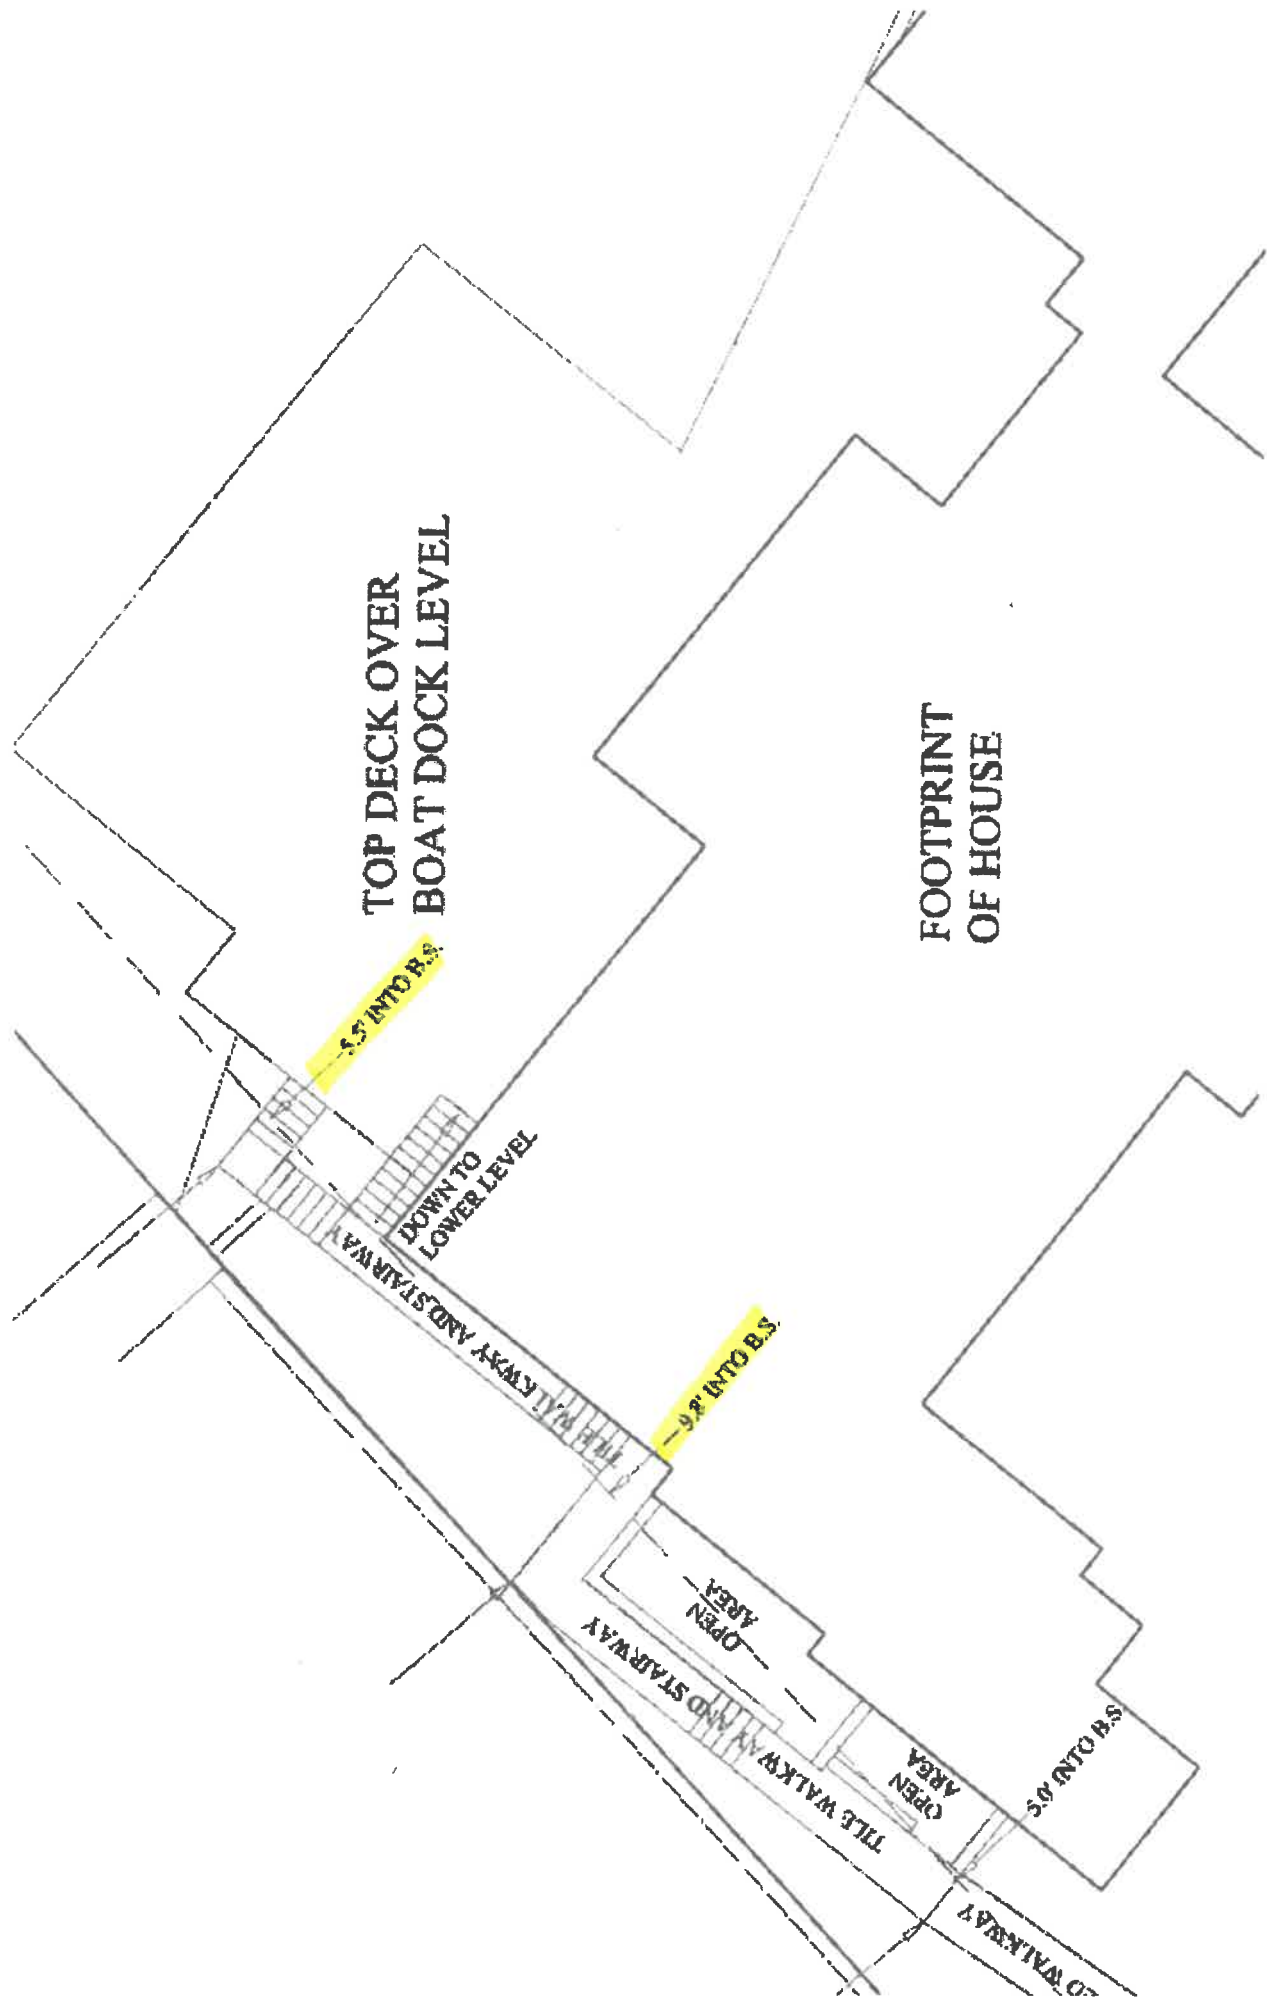 TOP DECK OVER
BOAT DOCK LEVEL
5.5' INTO B.S.
DOWN TO
LOWER LEVEL
TILE WALKWAY AND STAIRWAY
9.8' INTO B.S.
FOOTPRINT
OF HOUSE
OPEN
AREA
TILE WALKWAY AND STAIRWAY
OPEN
AREA
5.0' INTO B.S.
WALKWAY